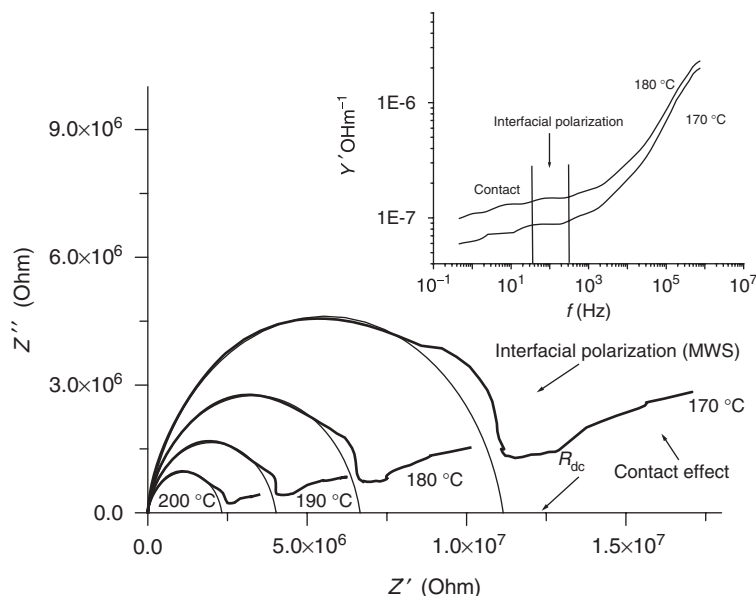 9.0×10⁶
6.0×10⁶
3.0×10⁶
0.0
Z″ (Ohm)
0.0
5.0×10⁶
1.0×10⁷
1.5×10⁷
Z′ (Ohm)
200 °C
190 °C
180 °C
170 °C
R_dc
Interfacial polarization (MWS)
Contact effect
Y′ OHm⁻¹
1E-6
1E-7
10⁻¹
10¹
10³
10⁵
10⁷
f (Hz)
Interfacial polarization
Contact
180 °C
170 °C